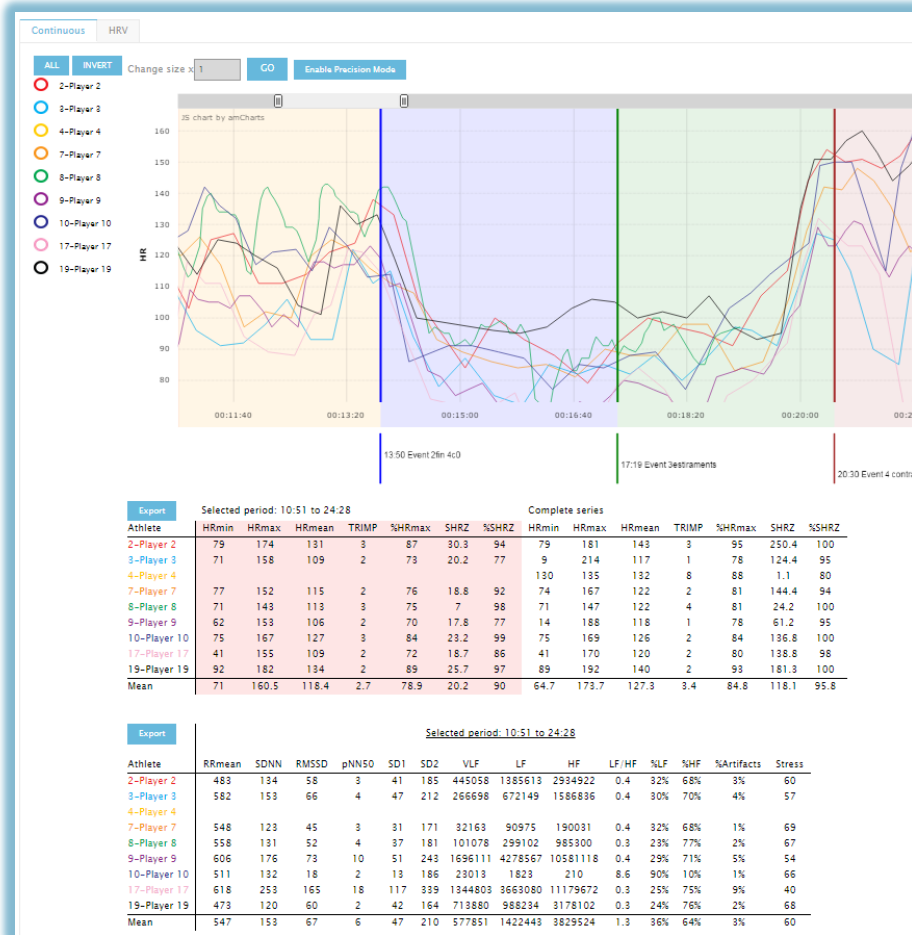 Continuous HRV
ALL INVERT Change size x 1 GO Enable Precision Mode
2-Player 2
3-Player 3
4-Player 4
7-Player 7
8-Player 8
9-Player 9
10-Player 10
17-Player 17
19-Player 19
JS chart by amCharts
HR
160
150
140
130
120
110
100
90
80
00:11:40 00:13:20 00:15:00 00:16:40 00:18:20 00:20:00 00:2
13:50 Event 2fin 4c0
17:19 Event 3estraments
20:30 Event 4 contra
Export Selected period: 10:51 to 24:28 Complete series
Athlete HRmin HRmax HRmean TRIMP %HRmax SHRZ %SHRZ HRmin HRmax HRmean TRIMP %HRmax SHRZ %SHRZ
2-Player 2 79 174 131 3 87 30.3 94 79 181 143 3 95 250.4 100
3-Player 3 71 158 109 2 73 20.2 77 9 214 117 1 78 124.4 95
4-Player 4 130 135 132 8 88 1.1 80
7-Player 7 77 152 115 2 76 18.8 92 74 167 122 2 81 144.4 94
8-Player 8 71 143 113 3 75 7 98 71 147 122 4 81 24.2 100
9-Player 9 62 153 106 2 70 17.8 77 14 188 118 1 78 61.2 95
10-Player 10 75 167 127 3 84 23.2 99 75 169 126 2 84 136.8 100
17-Player 17 41 155 109 2 72 18.7 86 41 170 120 2 80 138.8 98
19-Player 19 92 182 134 2 89 25.7 97 89 192 140 2 93 181.3 100
Mean 71 160.5 118.4 2.7 78.9 20.2 90 64.7 173.7 127.3 3.4 84.8 118.1 95.8
Export Selected period: 10:51 to 24:28
Athlete RRmean SDNN RMSSD pNN50 SD1 SD2 VLF LF HF LF/HF %LF %HF %Artifacts Stress
2-Player 2 483 134 58 3 41 185 445058 1385613 2934922 0.4 32% 68% 3% 60
3-Player 3 582 153 66 4 47 212 266698 672149 1586836 0.4 30% 70% 4% 57
4-Player 4
7-Player 7 548 123 45 3 31 171 32163 90975 190031 0.4 32% 68% 1% 69
8-Player 8 558 131 52 4 37 181 101078 299102 985300 0.3 23% 77% 2% 67
9-Player 9 606 176 73 10 51 243 1696111 4278567 10581118 0.4 29% 71% 5% 54
10-Player 10 511 132 18 2 13 186 23013 1823 210 8.6 90% 10% 1% 66
17-Player 17 618 253 165 18 117 339 1344803 3663080 11179672 0.3 25% 75% 9% 40
19-Player 19 473 120 60 2 42 164 713880 988234 3178102 0.3 24% 76% 2% 68
Mean 547 153 67 6 47 210 577851 1422443 3829524 1.3 36% 64% 3% 60